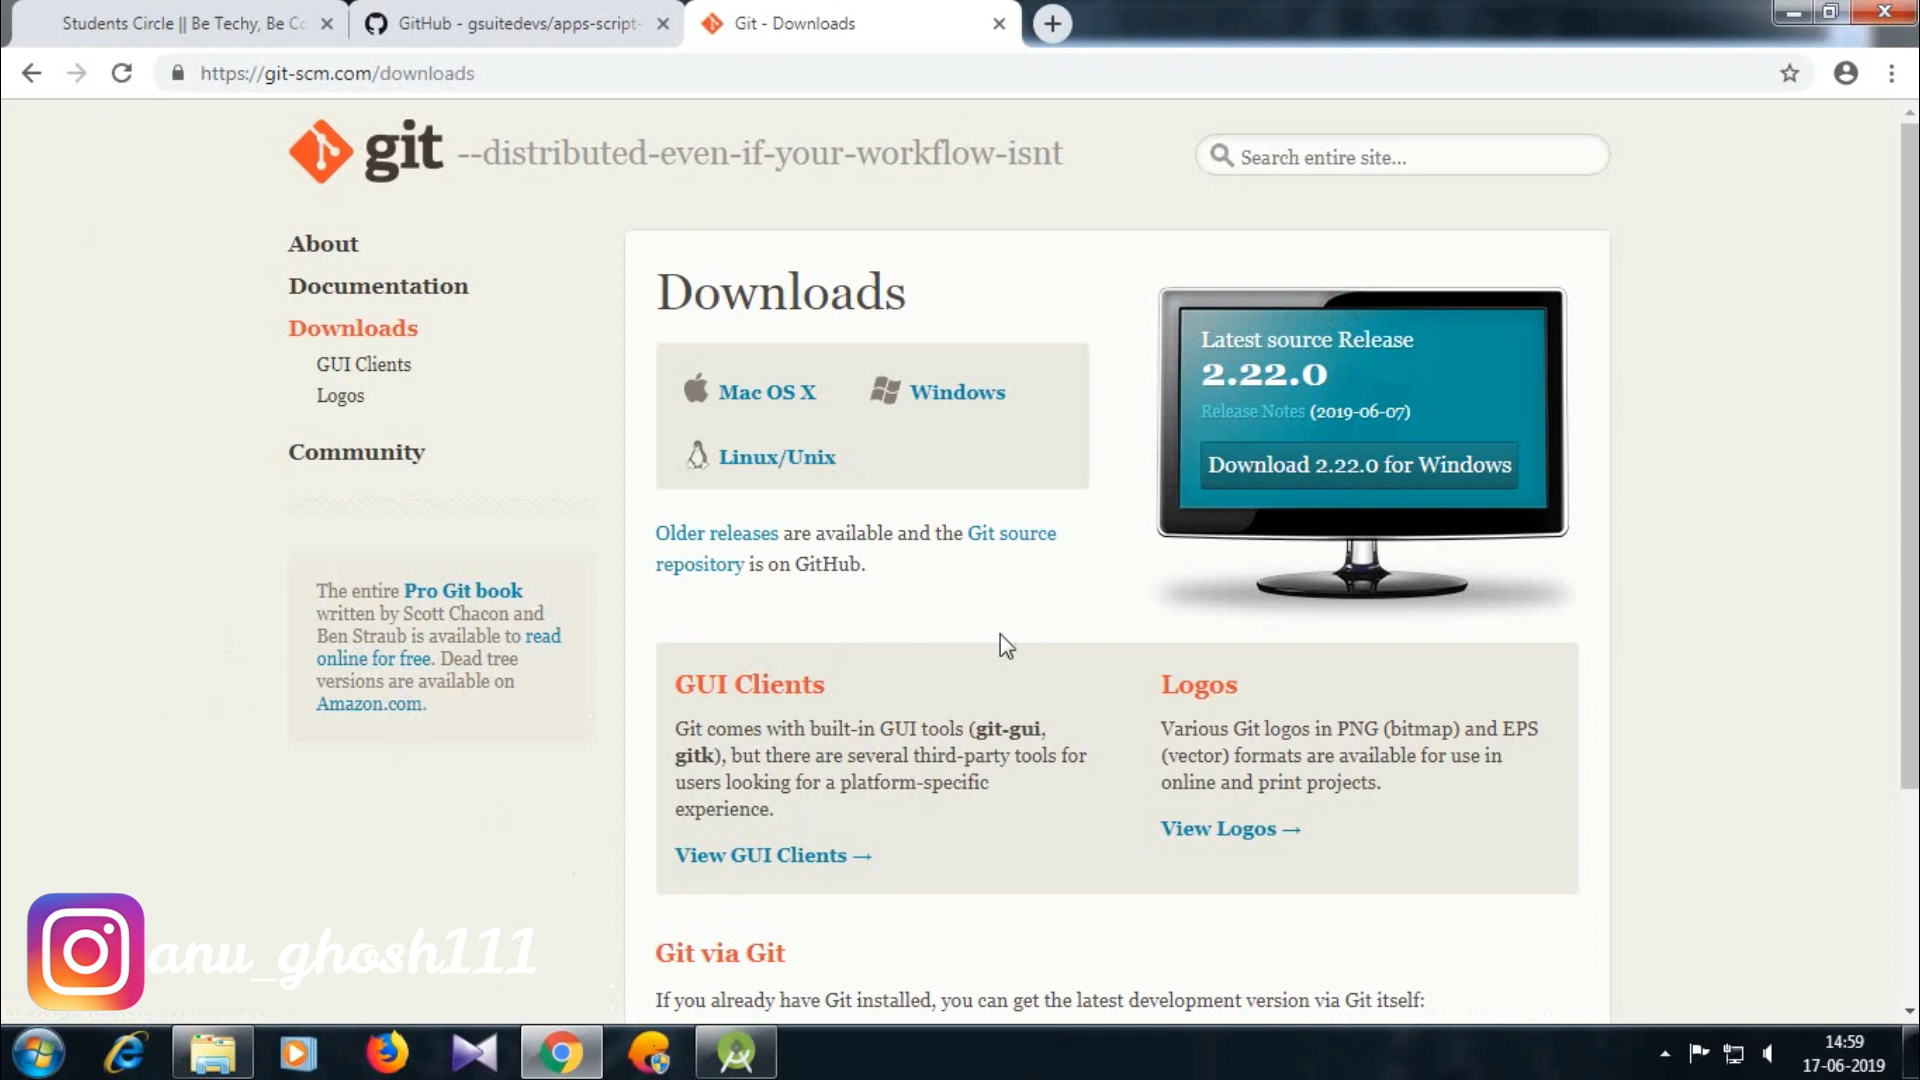 Students Circle || Be Techy, Be Co
GitHub - gsuitedevs/apps-script-
Git - Downloads
https://git-scm.com/downloads
git --distributed-even-if-your-workflow-isnt
Search entire site...
About
Documentation
Downloads
GUI Clients
Logos
Community
The entire Pro Git book
written by Scott Chacon and
Ben Straub is available to read
online for free. Dead tree
versions are available on
Amazon.com.
Downloads
Mac OS X
Windows
Linux/Unix
Older releases are available and the Git source
repository is on GitHub.
Latest source Release
2.22.0
Release Notes (2019-06-07)
Download 2.22.0 for Windows
GUI Clients
Git comes with built-in GUI tools (git-gui,
gitk), but there are several third-party tools for
users looking for a platform-specific
experience.
View GUI Clients →
Logos
Various Git logos in PNG (bitmap) and EPS
(vector) formats are available for use in
online and print projects.
View Logos →
Git via Git
If you already have Git installed, you can get the latest development version via Git itself:
anu_ghosh111
14:59
17-06-2019